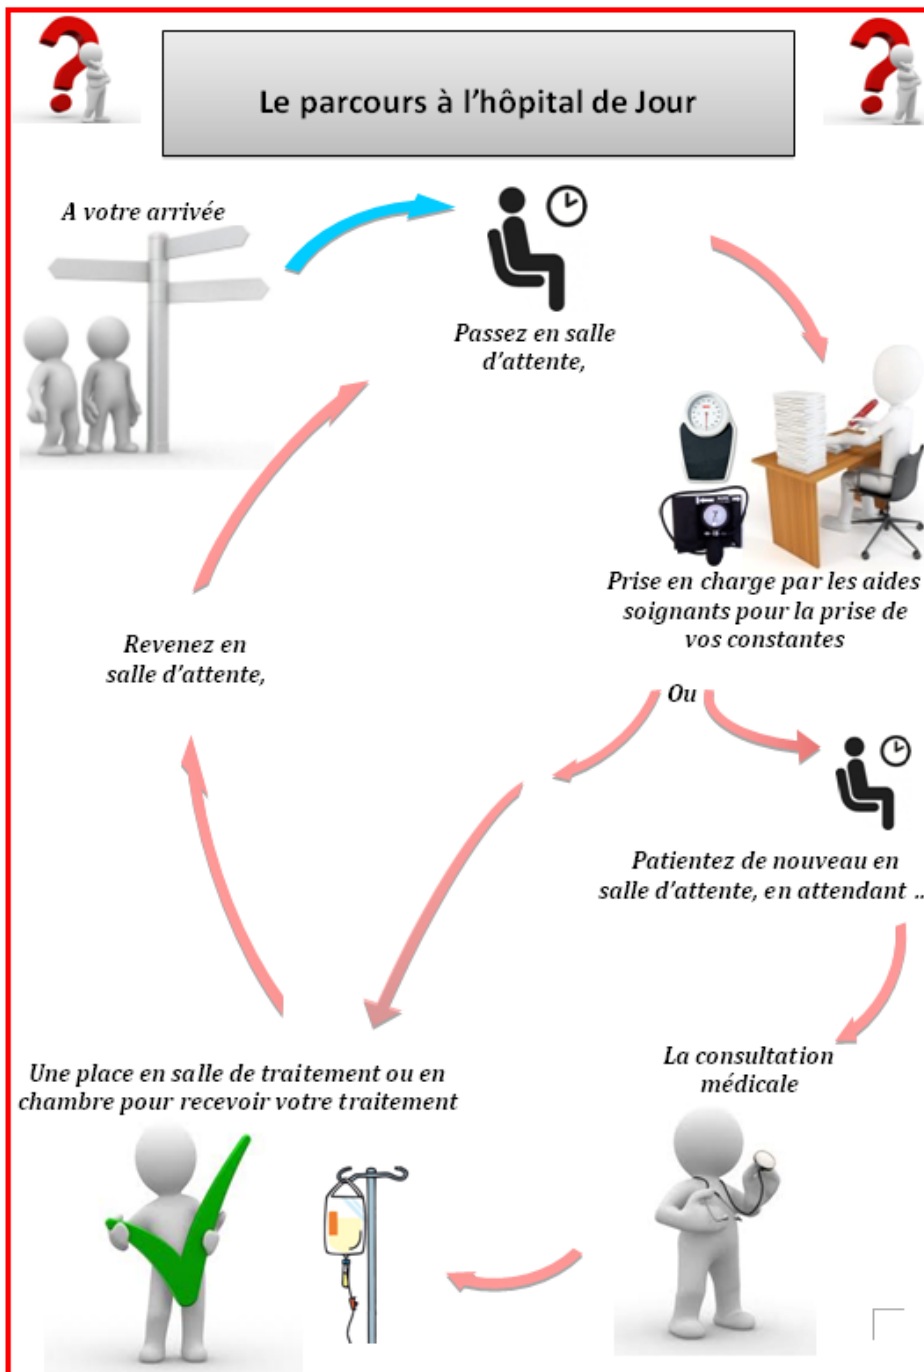 Le parcours à l'hôpital de Jour
A votre arrivée
Passez en salle
d'attente,
Prise en charge par les aides
soignants pour la prise de
vos constantes
Revenez en
salle d'attente,
Ou
Patientez de nouveau en
salle d'attente, en attendant ..
La consultation
médicale
Une place en salle de traitement ou en
chambre pour recevoir votre traitement